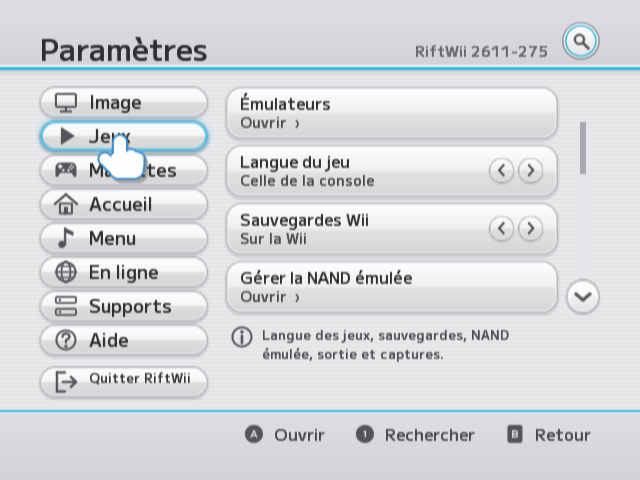 Paramètres
RiftWii 2611-275
Image
Jeux
Accueil
Menu
En ligne
Supports
Aide
Quitter RiftWii
Émulateurs
Ouvrir ›
Langue du jeu
Celle de la console
Sauvegardes Wii
Sur la Wii
Gérer la NAND émulée
Ouvrir ›
Langue des jeux, sauvegardes, NAND
émulée, sortie et captures.
A Ouvrir
1 Rechercher
B Retour